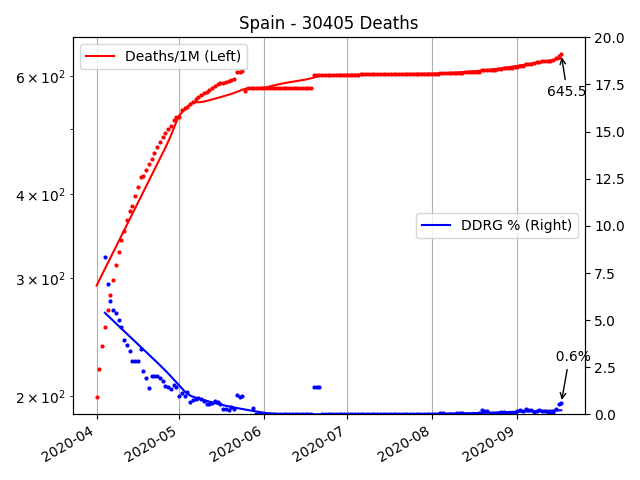 Spain - 30405 Deaths
Deaths/1M (Left)
DDRG % (Right)
645.5
0.6%
6 × 10²
4 × 10²
3 × 10²
2 × 10²
20.0
17.5
15.0
12.5
10.0
7.5
5.0
2.5
0.0
2020-04
2020-05
2020-06
2020-07
2020-08
2020-09